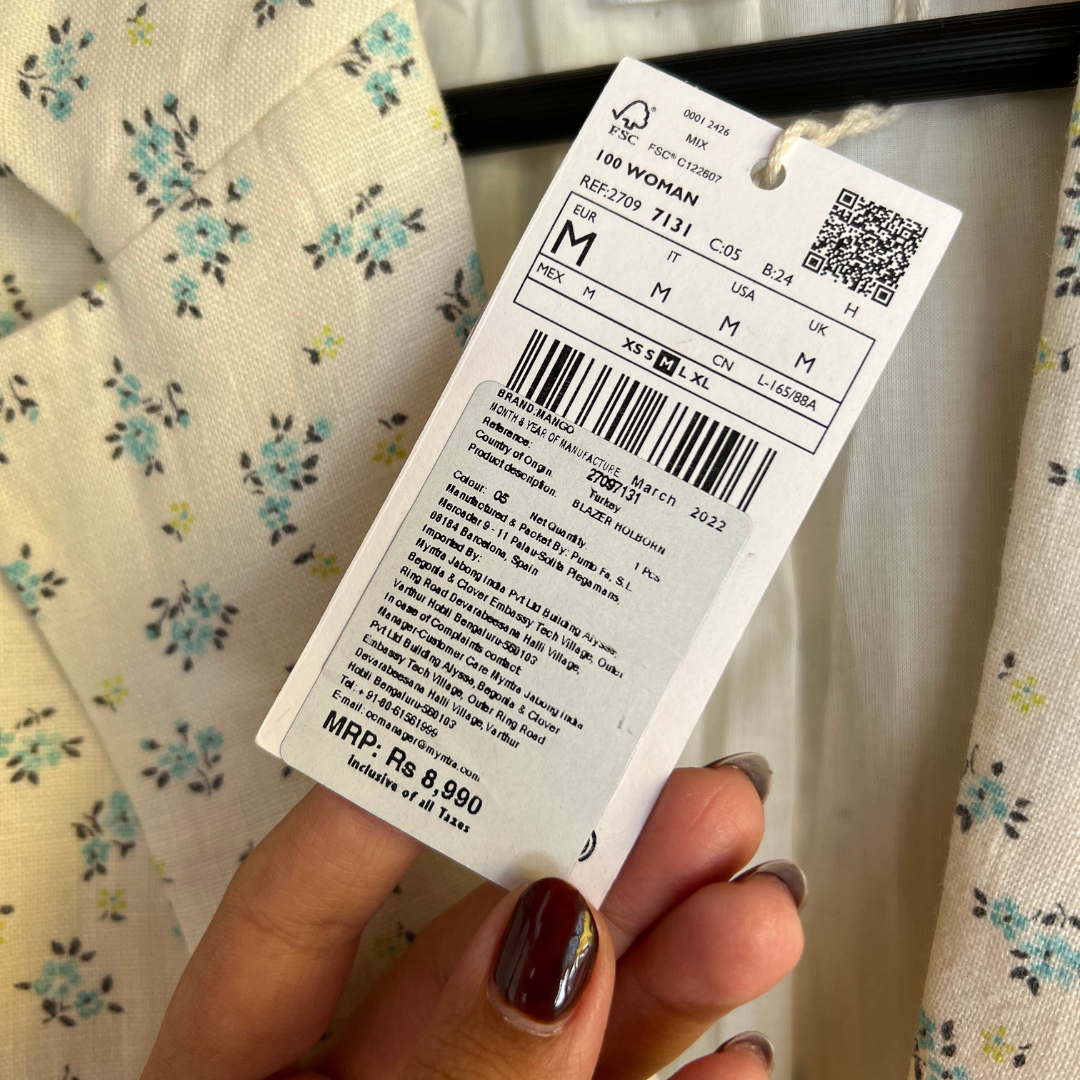 FSC®
0001 2426
MIX
FSC® C122607
100 WOMAN
REF:2709 7131 C:05 B:24 H
EUR M IT M USA M UK M
MEX M CN L-165/88A
XS S M L XL
BRAND:MANGO
MONTH & YEAR OF MANUFACTURE March 2022
Reference: 27097131
Country of Origin. Turkey
Product description. BLAZER HOLBORN
Colour: 05 Net Quantity 1 Pcs
Manufactured & Packet By: Punto Fa, S.L
Mercader 9 - 11 Palau-Solita Plegamans,
08184 Barcelona, Spain
Imported By:
Myntra Jabong India Pvt Ltd Building Alyssa,
Begonia & Clover Embassy Tech Village, Outer
Ring Road Devarabeesana Halli Village,
Varthur Hobli Bengaluru-560103
In case of Complaints contact
Manager-Customer Care Myntra Jabong India
Pvt Ltd Building Alyssa, Begonia & Clover
Embassy Tech Village, Outer Ring Road
Devarabeesana Halli Village, Varthur
Hobli Bengaluru-560103
Tel: + 91-80-61561999
E-mail: ccmanager@myntra.com
MRP: Rs 8,990
Inclusive of all Taxes